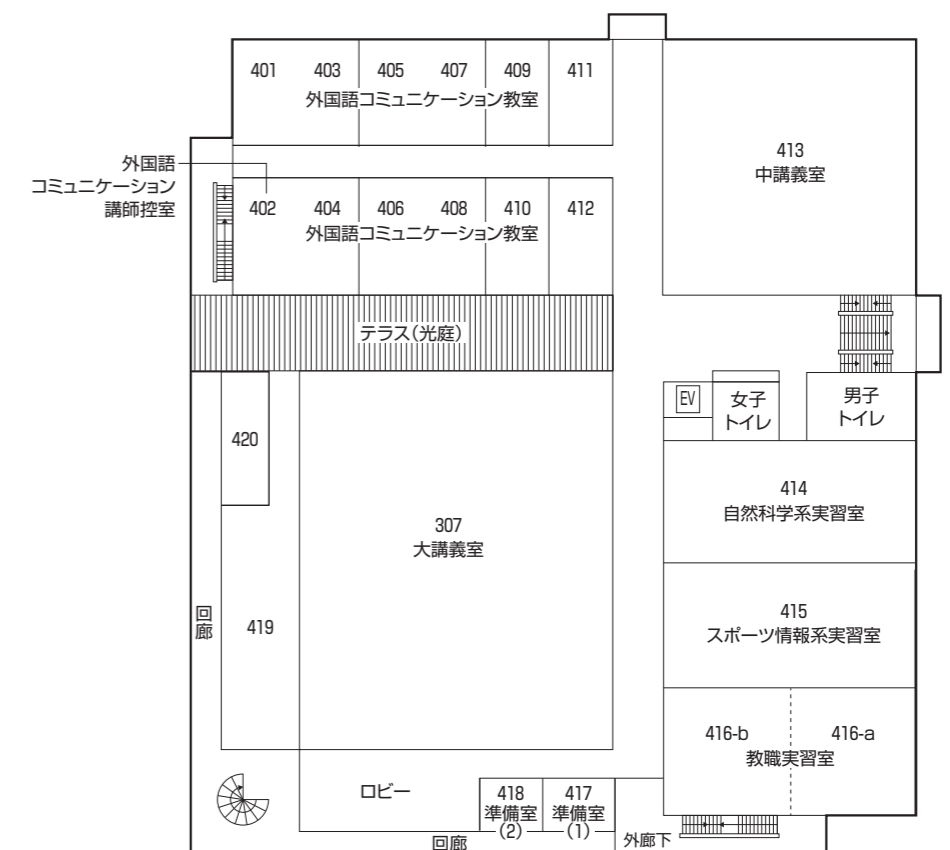 401
403
405
407
409
411
外国語コミュニケーション教室
413
中講義室
外国語
コミュニケーション
講師控室
402
404
406
408
410
412
外国語コミュニケーション教室
テラス(光庭)
EV
女子
トイレ
男子
トイレ
420
414
自然科学系実習室
307
大講義室
415
スポーツ情報系実習室
回廊
419
416-b
416-a
教職実習室
ロビー
418
準備室
(2)
417
準備室
(1)
回廊
外廊下